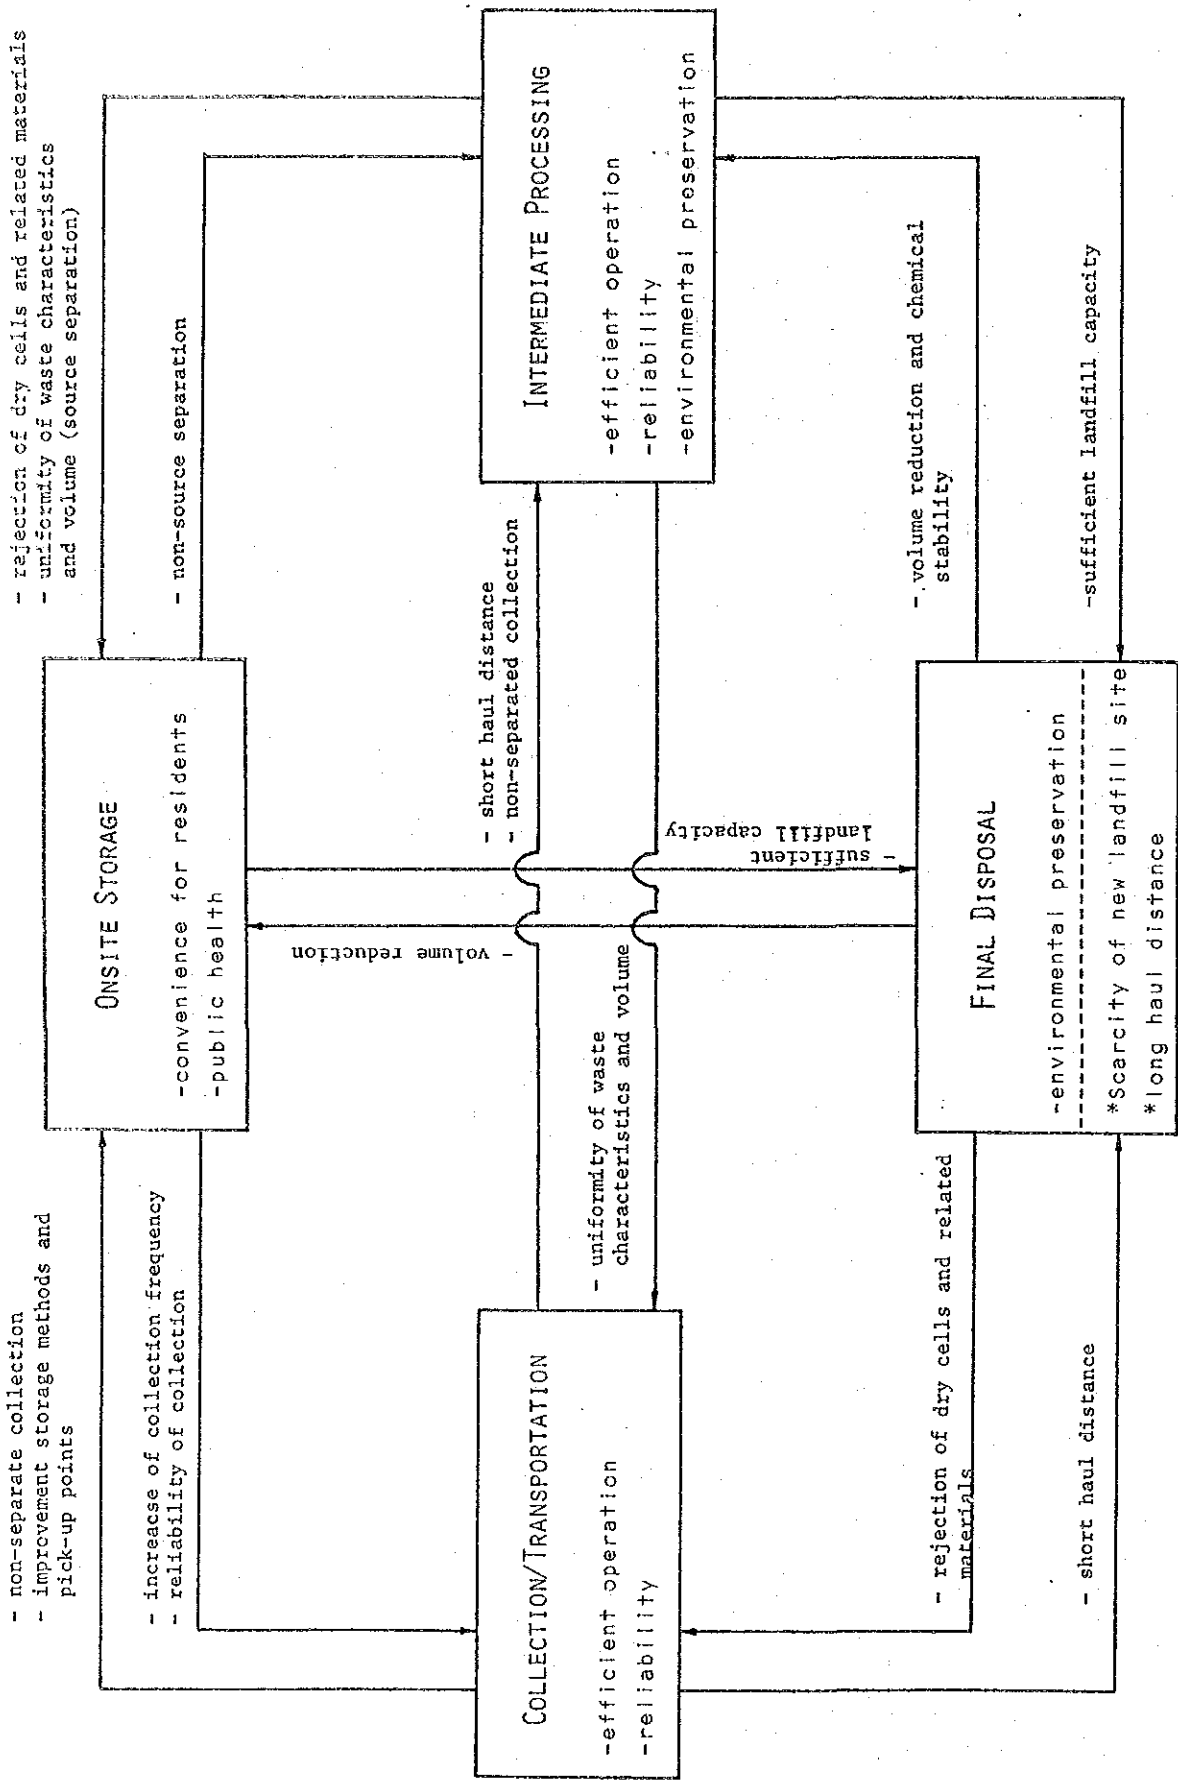 - non-separate collection
- improvement storage methods and
pick-up points
- rejection of dry cells and related materials
- uniformity of waste characteristics
and volume (source separation)
- increacse of collection frequency
- reliability of collection
ONSITE STORAGE
-convenience for residents
-public health
- non-source separation
COLLECTION/TRANSPORTATION
-efficient operation
-reliability
- short haul distance
- non-separated collection
- volume reduction
- sufficient
landfill capacity
- uniformity of waste
characteristics and volume
INTERMEDIATE PROCESSING
-efficient operation
-reliability
-environmental preservation
- rejection of dry cells and related
materials
- short haul distance
FINAL DISPOSAL
-environmental preservation
*Scarcity of new landfill site
*long haul distance
- volume reduction and chemical
stability
-sufficient landfill capacity